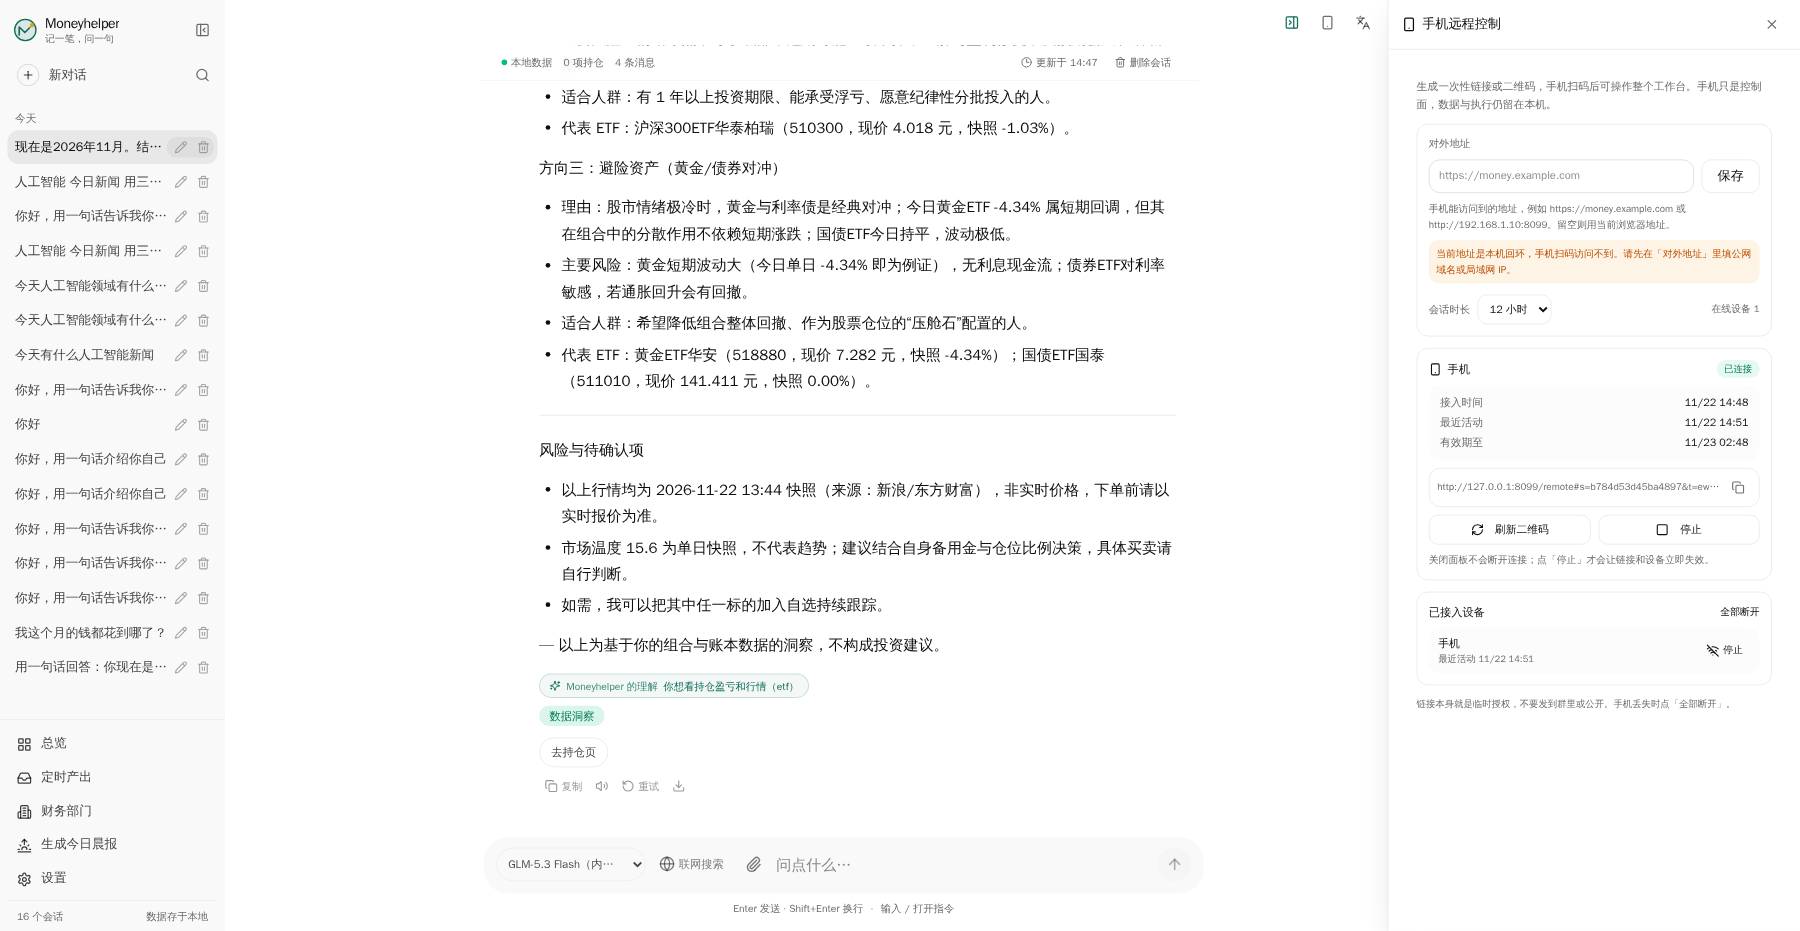 Moneyhelper
记一笔，问一句
新对话
今天
现在是2026年11月。结…
人工智能 今日新闻 用三…
你好，用一句话告诉我你…
人工智能 今日新闻 用三…
今天人工智能领域有什么…
今天人工智能领域有什么…
今天有什么人工智能新闻
你好，用一句话告诉我你…
你好
你好，用一句话介绍你自己
你好，用一句话介绍你自己
你好，用一句话告诉我你…
你好，用一句话告诉我你…
你好，用一句话告诉我你…
我这个月的钱都花到哪了？
用一句话回答：你现在是…
总览
定时产出
财务部门
生成今日晨报
设置
16 个会话
数据存于本地
本地数据 0 项持仓 4 条消息
更新于 14:47 删除会话
• 适合人群：有 1 年以上投资期限、能承受浮亏、愿意纪律性分批投入的人。
• 代表 ETF：沪深300ETF华泰柏瑞（510300，现价 4.018 元，快照 -1.03%）。
方向三：避险资产（黄金/债券对冲）
• 理由：股市情绪极冷时，黄金与利率债是经典对冲；今日黄金ETF -4.34% 属短期回调，但其
在组合中的分散作用不依赖短期涨跌；国债ETF今日持平，波动极低。
• 主要风险：黄金短期波动大（今日单日 -4.34% 即为例证），无利息现金流；债券ETF对利率
敏感，若通胀回升会有回撤。
• 适合人群：希望降低组合整体回撤、作为股票仓位的“压舱石”配置的人。
• 代表 ETF：黄金ETF华安（518880，现价 7.282 元，快照 -4.34%）；国债ETF国泰
（511010，现价 141.411 元，快照 0.00%）。
风险与待确认项
• 以上行情均为 2026-11-22 13:44 快照（来源：新浪/东方财富），非实时价格，下单前请以
实时报价为准。
• 市场温度 15.6 为单日快照，不代表趋势；建议结合自身备用金与仓位比例决策，具体买卖请
自行判断。
• 如需，我可以把其中任一标的加入自选持续跟踪。
— 以上为基于你的组合与账本数据的洞察，不构成投资建议。
Moneyhelper 的理解 你想看持仓盈亏和行情（etf）
数据洞察
去持仓页
复制 重试
GLM-5.3 Flash（内…
联网搜索
问点什么…
Enter 发送 · Shift+Enter 换行 · 输入 / 打开指令
手机远程控制
生成一次性链接或二维码，手机扫码后可操作整个工作台。手机只是控制
面，数据与执行仍留在本机。
对外地址
https://money.example.com
保存
手机能访问到的地址，例如 https://money.example.com 或
http://192.168.1.10:8099。留空则用当前浏览器地址。
当前地址是本机回环，手机扫码访问不到。请先在「对外地址」里填公网
域名或局域网 IP。
会话时长 12 小时 在线设备 1
手机 已连接
接入时间 11/22 14:48
最近活动 11/22 14:51
有效期至 11/23 02:48
http://127.0.0.1:8099/remote#s=b784d53d45ba4897&t=ew…
刷新二维码 停止
关闭面板不会断开连接；点「停止」才会让链接和设备立即失效。
已接入设备 全部断开
手机
最近活动 11/22 14:51
停止
链接本身就是临时授权，不要发到群里或公开。手机丢失时点「全部断开」。